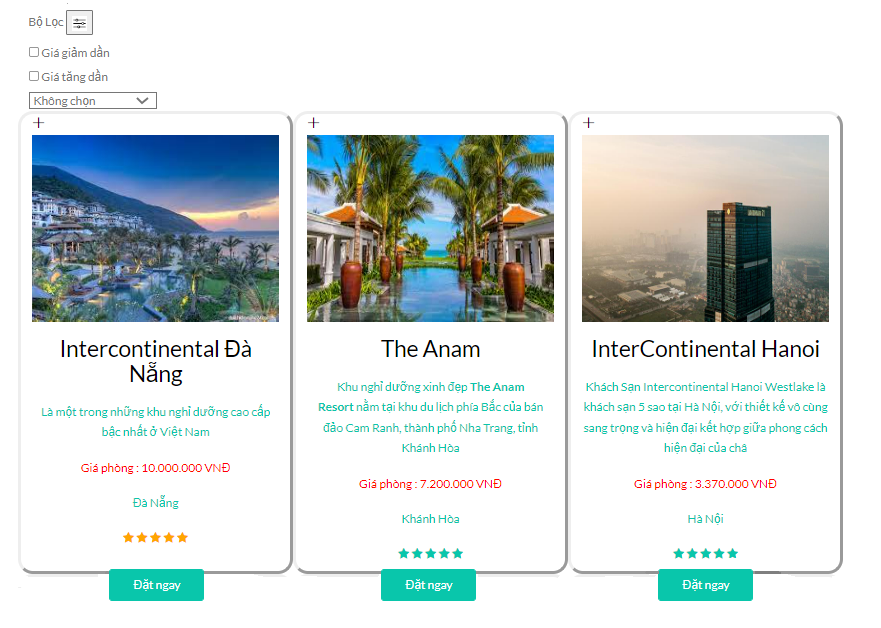 Bộ Lọc
Giá giảm dần
Giá tăng dần
Không chọn
Intercontinental Đà
Nẵng
Là một trong những khu nghỉ dưỡng cao cấp
bậc nhất ở Việt Nam
Giá phòng : 10.000.000 VNĐ
Đà Nẵng
Đặt ngay
The Anam
Khu nghỉ dưỡng xinh đẹp The Anam
Resort nằm tại khu du lịch phía Bắc của bán
đảo Cam Ranh, thành phố Nha Trang, tỉnh
Khánh Hòa
Giá phòng : 7.200.000 VNĐ
Khánh Hòa
Đặt ngay
InterContinental Hanoi
Khách Sạn Intercontinental Hanoi Westlake là
khách sạn 5 sao tại Hà Nội, với thiết kế vô cùng
sang trọng và hiện đại kết hợp giữa phong cách
hiện đại của châ
Giá phòng : 3.370.000 VNĐ
Hà Nội
Đặt ngay